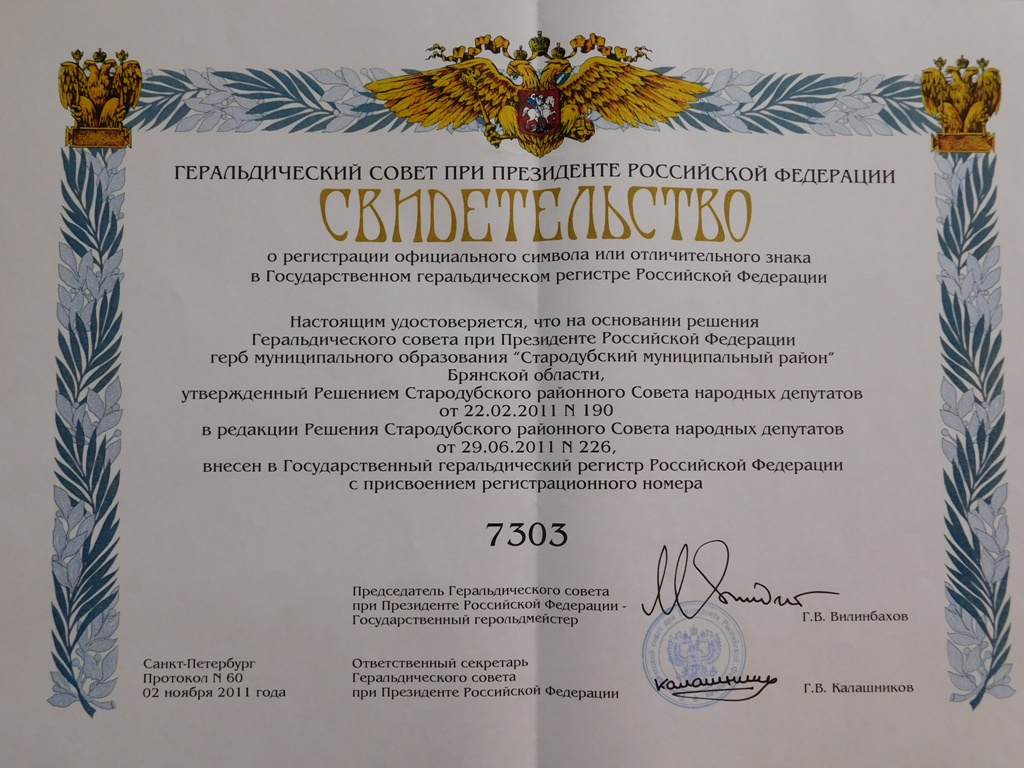 ГЕРАЛЬДИЧЕСКИЙ СОВЕТ ПРИ ПРЕЗИДЕНТЕ РОССИЙСКОЙ ФЕДЕРАЦИИ
СВИДЕТЕЛЬСТВО
о регистрации официального символа или отличительного знака
в Государственном геральдическом регистре Российской Федерации
Настоящим удостоверяется, что на основании решения
Геральдического совета при Президенте Российской Федерации
герб муниципального образования "Стародубский муниципальный район"
Брянской области,
утвержденный Решением Стародубского районного Совета народных депутатов
от 22.02.2011 N 190
в редакции Решения Стародубского районного Совета народных депутатов
от 29.06.2011 N 226,
внесен в Государственный геральдический регистр Российской Федерации
с присвоением регистрационного номера
7303
Председатель Геральдического совета
при Президенте Российской Федерации -
Государственный герольдмейстер
Г.В. Вилинбахов
Санкт-Петербург
Протокол N 60
02 ноября 2011 года
Ответственный секретарь
Геральдического совета
при Президенте Российской Федерации
Г.В. Калашников